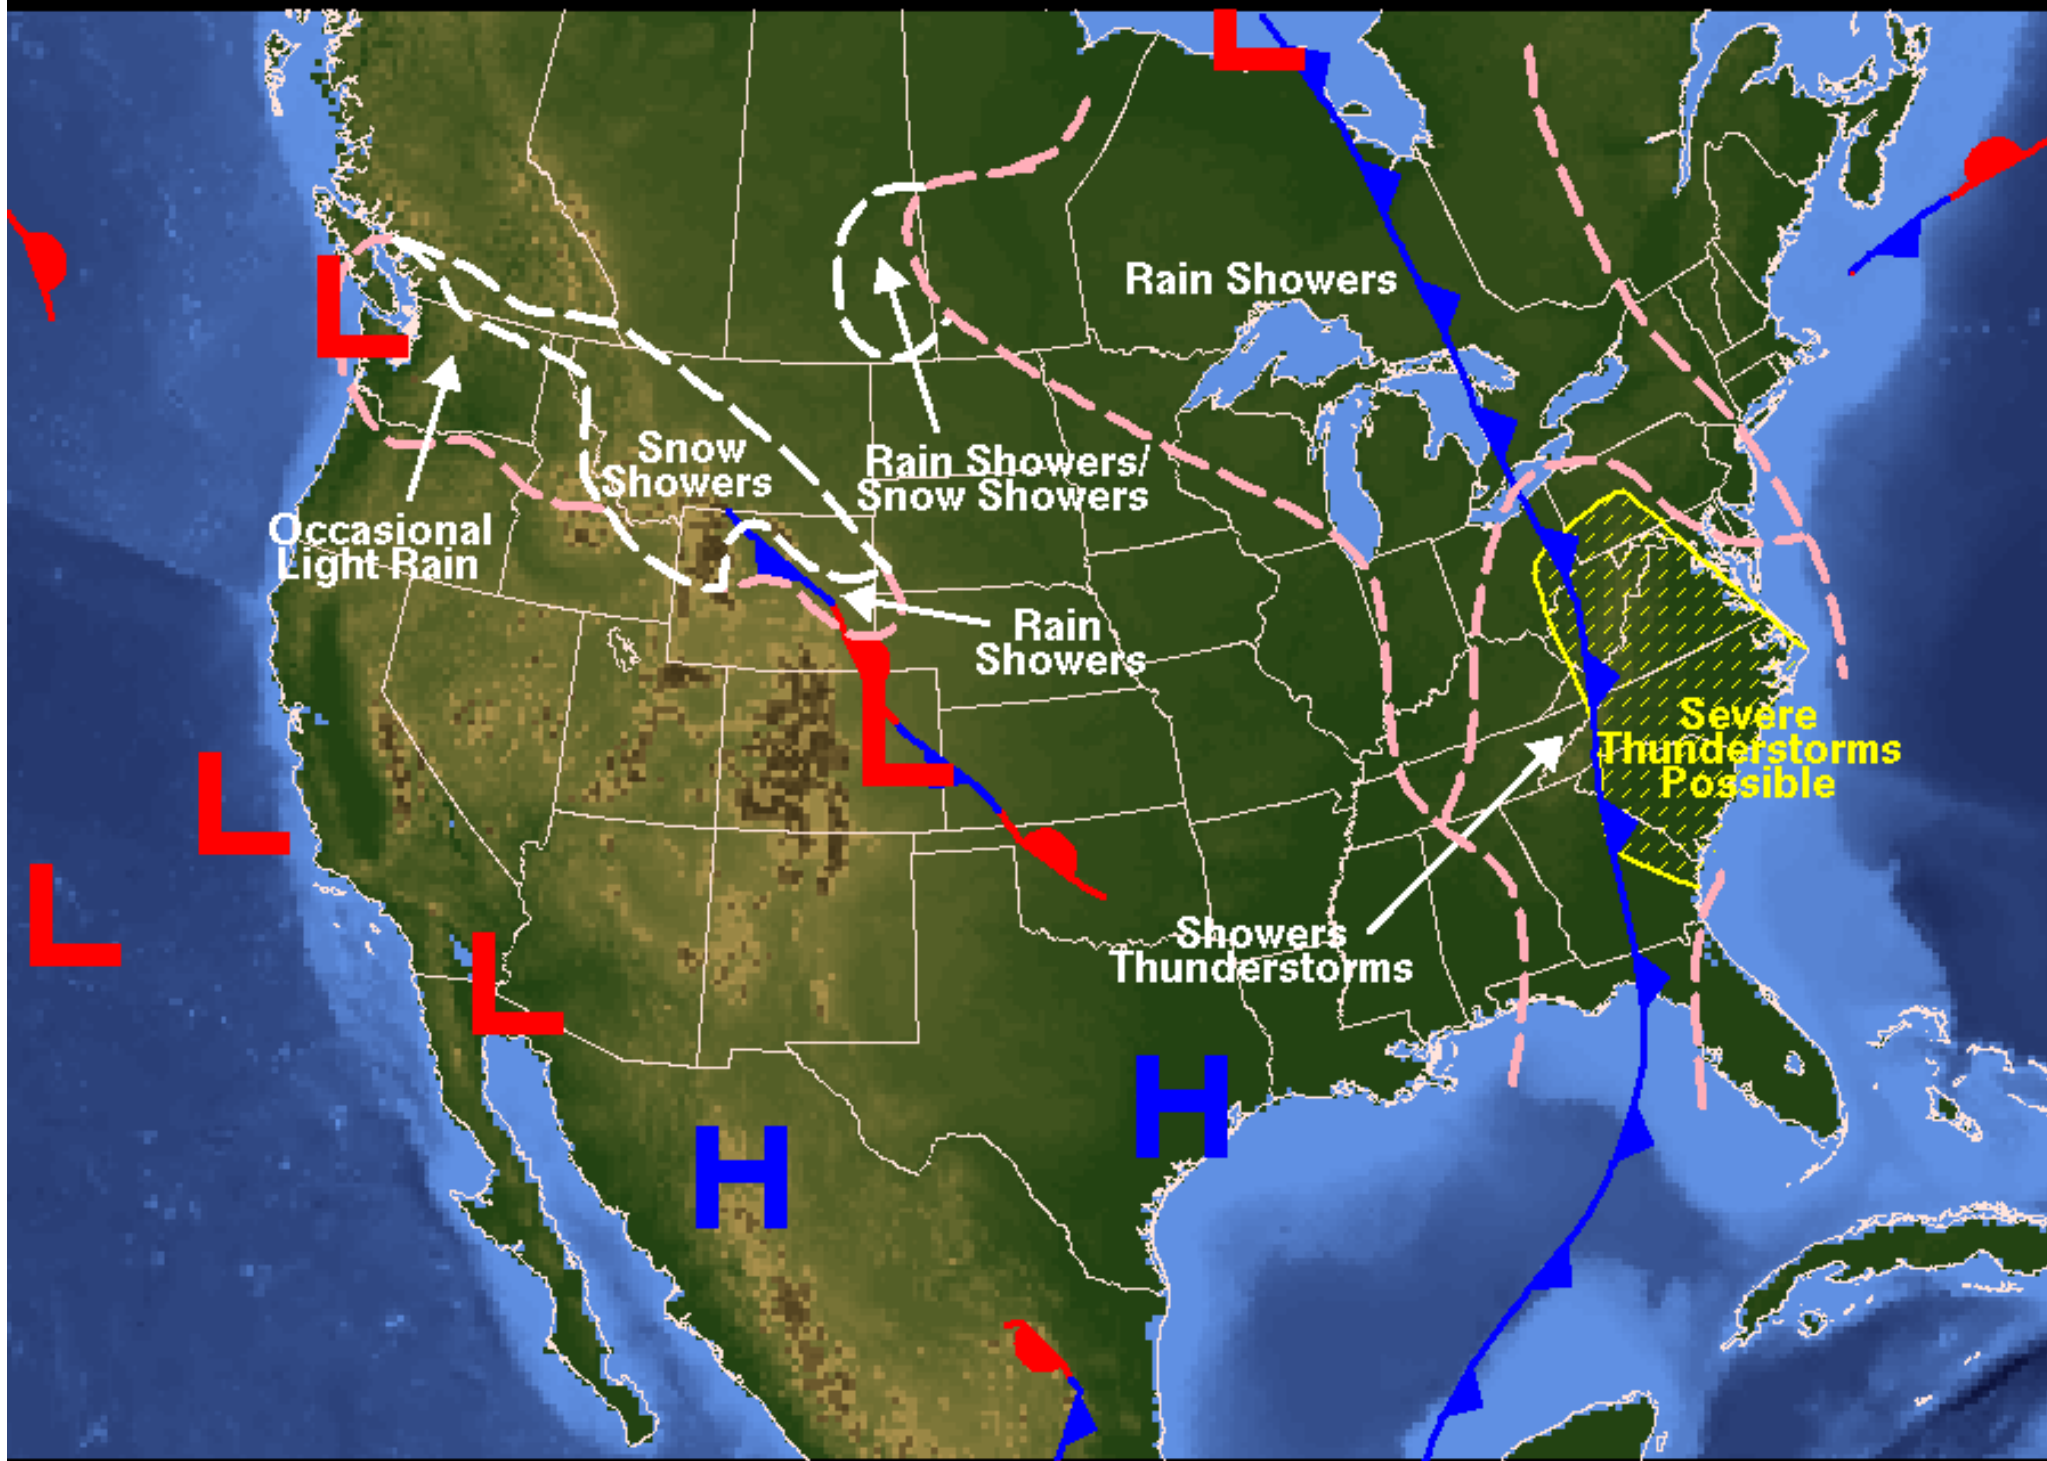 L
Rain Showers
L
Snow
Showers
Rain Showers/
Snow Showers
Occasional
Light Rain
Rain
Showers
L
Severe
Thunderstorms
Possible
L
L
Showers
Thunderstorms
L
H
H